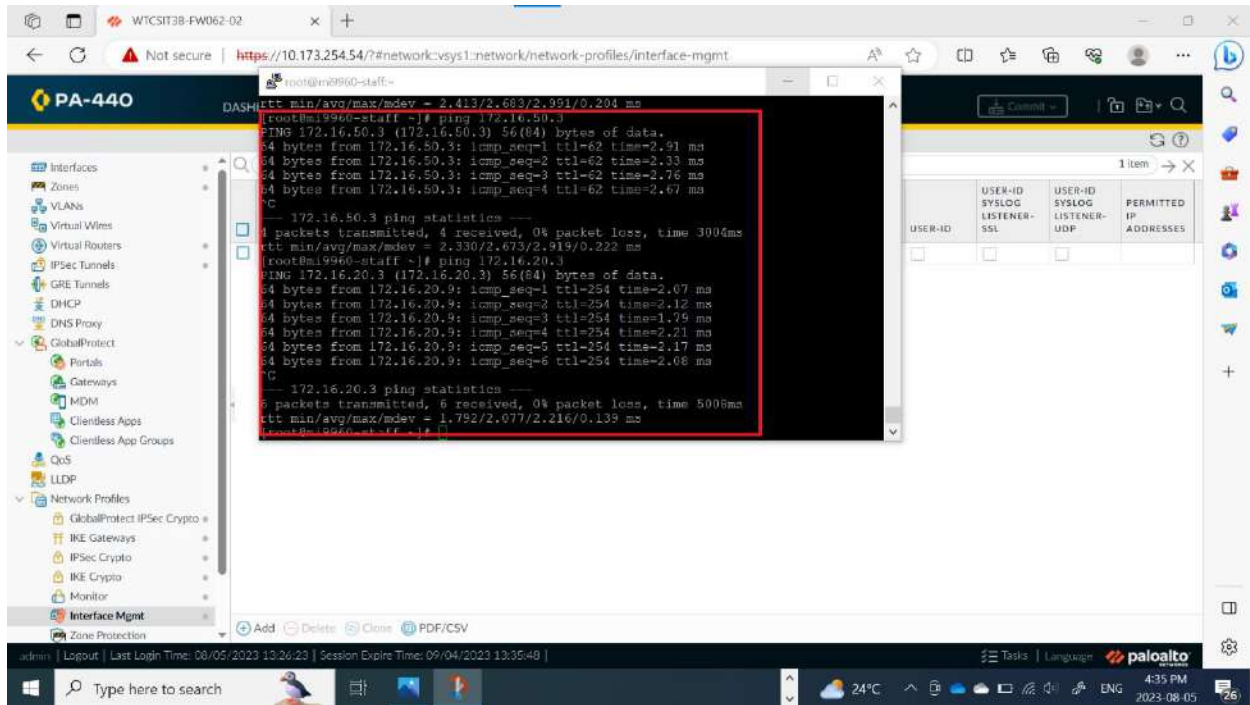 WTCSIT3B-FW062-02
Not secure
https://10.173.254.54/?#network::vsys1::network/network-profiles/interface-mgmt
PA-440
DASH
Commit
root@mi9960-staff:~
rtt min/avg/max/mdev = 2.413/2.683/2.951/0.204 ms
[root@mi9960-staff ~]# ping 172.16.50.3
PING 172.16.50.3 (172.16.50.3) 56(84) bytes of data.
64 bytes from 172.16.50.3: icmp_seq=1 ttl=62 time=2.91 ms
64 bytes from 172.16.50.3: icmp_seq=2 ttl=62 time=2.33 ms
64 bytes from 172.16.50.3: icmp_seq=3 ttl=62 time=2.76 ms
64 bytes from 172.16.50.3: icmp_seq=4 ttl=62 time=2.67 ms
^C
--- 172.16.50.3 ping statistics ---
4 packets transmitted, 4 received, 0% packet loss, time 3004ms
rtt min/avg/max/mdev = 2.330/2.673/2.919/0.222 ms
[root@mi9960-staff ~]# ping 172.16.20.3
PING 172.16.20.3 (172.16.20.3) 56(84) bytes of data.
64 bytes from 172.16.20.9: icmp_seq=1 ttl=254 time=2.07 ms
64 bytes from 172.16.20.9: icmp_seq=2 ttl=254 time=2.12 ms
64 bytes from 172.16.20.9: icmp_seq=3 ttl=254 time=1.79 ms
64 bytes from 172.16.20.9: icmp_seq=4 ttl=254 time=2.21 ms
64 bytes from 172.16.20.9: icmp_seq=5 ttl=254 time=2.17 ms
64 bytes from 172.16.20.9: icmp_seq=6 ttl=254 time=2.08 ms
^C
--- 172.16.20.3 ping statistics ---
6 packets transmitted, 6 received, 0% packet loss, time 5008ms
rtt min/avg/max/mdev = 1.792/2.077/2.216/0.139 ms
[root@mi9960-staff ~]#
1 item
USER-ID
USER-ID SYSLOG LISTENER-SSL
USER-ID SYSLOG LISTENER-UDP
PERMITTED IP ADDRESSES
Interfaces
Zones
VLANs
Virtual Wires
Virtual Routers
IPSec Tunnels
GRE Tunnels
DHCP
DNS Proxy
GlobalProtect
Portals
Gateways
MDM
Clientless Apps
Clientless App Groups
QoS
LLDP
Network Profiles
GlobalProtect IPSec Crypto
IKE Gateways
IPSec Crypto
IKE Crypto
Monitor
Interface Mgmt
Zone Protection
Add
Delete
Clone
PDF/CSV
admin | Logout | Last Login Time: 08/05/2023 13:26:23 | Session Expire Time: 09/04/2023 13:35:48 |
Tasks | Language
paloalto
NETWORKS
Type here to search
24°C
ENG
4:35 PM
2023-08-05
26